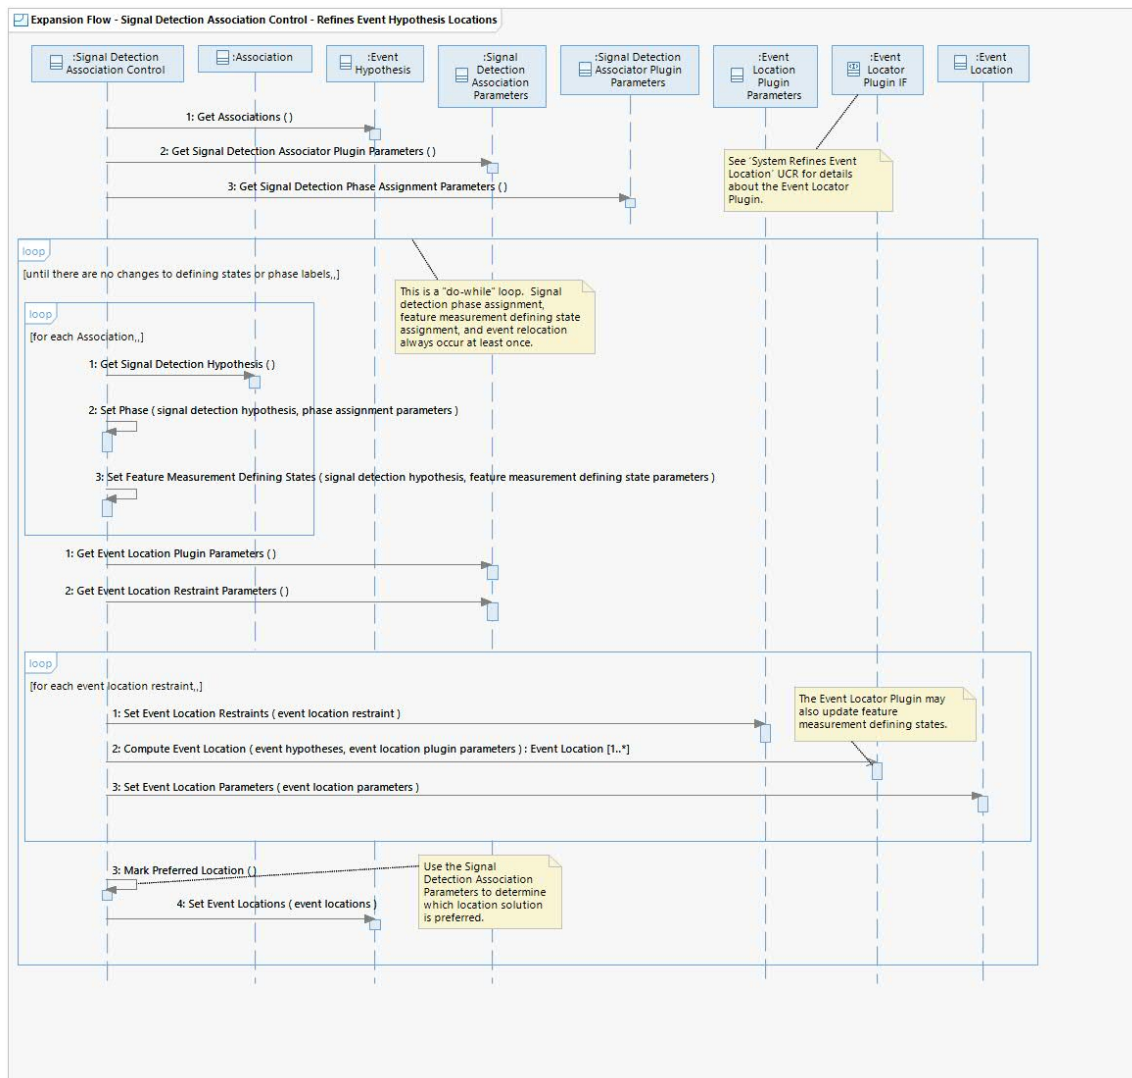 Expansion Flow - Signal Detection Association Control - Refines Event Hypothesis Locations
:Signal Detection
Association Control
:Association
:Event
Hypothesis
:Signal
Detection
Association
Parameters
:Signal Detection
Associator Plugin
Parameters
:Event
Location
Plugin
Parameters
:Event
Locator
Plugin IF
:Event
Location
1: Get Associations ( )
2: Get Signal Detection Associator Plugin Parameters ( )
3: Get Signal Detection Phase Assignment Parameters ( )
See 'System Refines Event
Location' UCR for details
about the Event Locator
Plugin.
loop
[until there are no changes to defining states or phase labels,,]
This is a "do-while" loop. Signal
detection phase assignment,
feature measurement defining state
assignment, and event relocation
always occur at least once.
loop
[for each Association,,]
1: Get Signal Detection Hypothesis ( )
2: Set Phase ( signal detection hypothesis, phase assignment parameters )
3: Set Feature Measurement Defining States ( signal detection hypothesis, feature measurement defining state parameters )
1: Get Event Location Plugin Parameters ( )
2: Get Event Location Restraint Parameters ( )
loop
[for each event location restraint,,]
The Event Locator Plugin may
also update feature
measurement defining states.
1: Set Event Location Restraints ( event location restraint )
2: Compute Event Location ( event hypotheses, event location plugin parameters ) : Event Location [1..*]
3: Set Event Location Parameters ( event location parameters )
3: Mark Preferred Location ( )
Use the Signal
Detection Association
Parameters to determine
which location solution
is preferred.
4: Set Event Locations ( event locations )